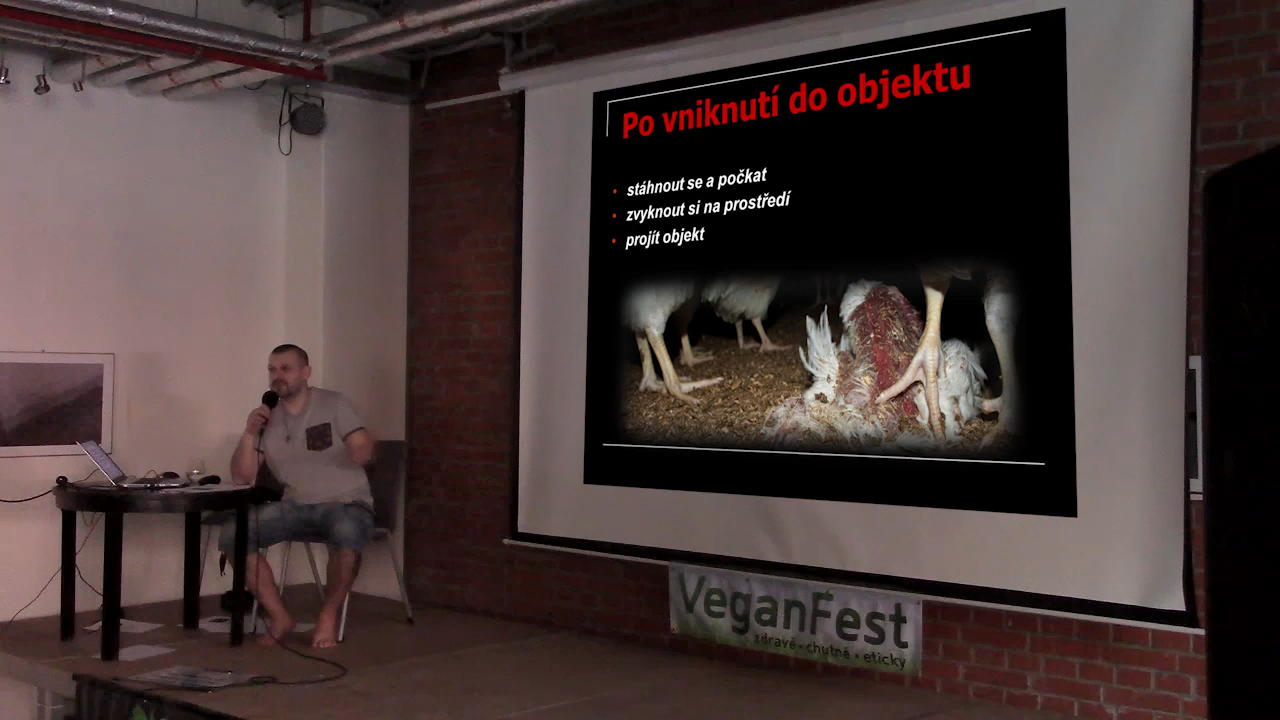 Po vniknutí do objektu
• stáhnout se a počkat
• zvyknout si na prostředí
• projít objekt
VeganFest
zdravě • chutně • eticky